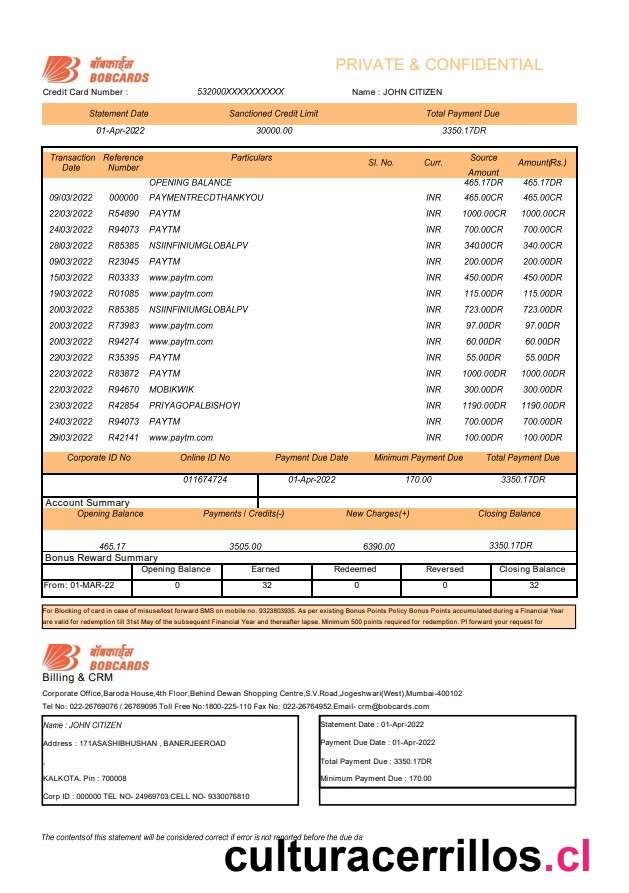 बॉबकार्ड्स
BOBCARDS
PRIVATE & CONFIDENTIAL
Credit Card Number : 532000XXXXXXXXXX Name : JOHN CITIZEN
Statement Date Sanctioned Credit Limit Total Payment Due
01-Apr-2022 30000.00 3350.17DR
Transaction Date Reference Number Particulars Sl. No. Curr. Source Amount Amount(Rs.)
OPENING BALANCE 465.17DR 465.17DR
09/03/2022 000000 PAYMENTRECDTHANKYOU INR 465.00CR 465.00CR
22/03/2022 R54890 PAYTM INR 1000.00CR 1000.00CR
24/03/2022 R94073 PAYTM INR 700.00CR 700.00CR
28/03/2022 R85385 NSIINFINIUMGLOBALPV INR 340.00CR 340.00CR
09/03/2022 R23045 PAYTM INR 200.00DR 200.00DR
15/03/2022 R03333 www.paytm.com INR 450.00DR 450.00DR
19/03/2022 R01085 www.paytm.com INR 115.00DR 115.00DR
20/03/2022 R85385 NSIINFINIUMGLOBALPV INR 723.00DR 723.00DR
20/03/2022 R73983 www.paytm.com INR 97.00DR 97.00DR
20/03/2022 R94274 www.paytm.com INR 60.00DR 60.00DR
22/03/2022 R35395 PAYTM INR 55.00DR 55.00DR
22/03/2022 R83872 PAYTM INR 1000.00DR 1000.00DR
22/03/2022 R94670 MOBIKWIK INR 300.00DR 300.00DR
23/03/2022 R42854 PRIYAGOPALBISHOYI INR 1190.00DR 1190.00DR
24/03/2022 R94073 PAYTM INR 700.00DR 700.00DR
29/03/2022 R42141 www.paytm.com INR 100.00DR 100.00DR
Corporate ID No Online ID No Payment Due Date Minimum Payment Due Total Payment Due
011674724 01-Apr-2022 170.00 3350.17DR
Account Summary
Opening Balance Payments / Credits(-) New Charges(+) Closing Balance
465.17 3505.00 6390.00 3350.17DR
Bonus Reward Summary
Opening Balance Earned Redeemed Reversed Closing Balance
From: 01-MAR-22 0 32 0 0 32
For Blocking of card in case of misuse/lost forward SMS on mobile no. 9323803935. As per existing Bonus Points Policy Bonus Points accumulated during a Financial Year
are valid for redemption till 31st May of the subsequent Financial Year and thereafter lapse. Minimum 500 points required for redemption. Pl forward your request for
बॉबकार्ड्स
BOBCARDS
Billing & CRM
Corporate Office,Baroda House,4th Floor,Behind Dewan Shopping Centre,S.V.Road,Jogeshwari(West),Mumbai-400102
Tel No: 022-26769076 / 26769095 Toll Free No:1800-225-110 Fax No: 022-26764952.Email- crm@bobcards.com
Name : JOHN CITIZEN
Address : 171ASASHIBHUSHAN , BANERJEEROAD
,
KALKOTA. Pin : 700008
Corp ID : 000000 TEL NO- 24969703 CELL NO- 9330076810
Statement Date : 01-Apr-2022
Payment Due Date : 01-Apr-2022
Total Payment Due : 3350.17DR
Minimum Payment Due : 170.00
The contentsof this statement will be considered correct if error is not reported before the due da
culturacerrillos.cl